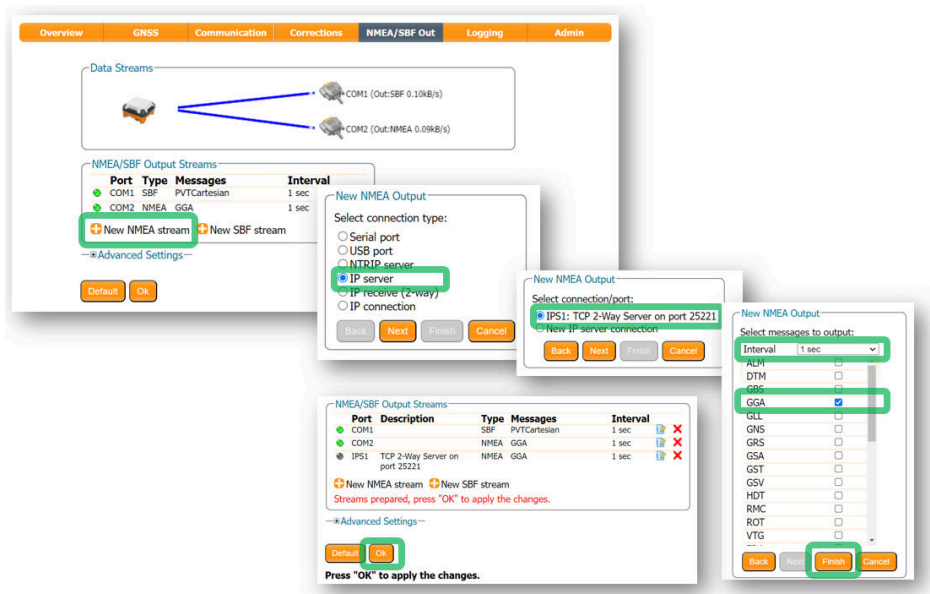 Overview GNSS Communication Corrections NMEA/SBF Out Logging Admin
Data Streams
COM1 (Out:SBF 0.10kB/s)
COM2 (Out:NMEA 0.09kB/s)
NMEA/SBF Output Streams
Port Type Messages Interval
COM1 SBF PVTCartesian 1 sec
COM2 NMEA GGA 1 sec
New NMEA stream New SBF stream
Advanced Settings
Default Ok
New NMEA Output
Select connection type:
Serial port
USB port
NTRIP server
IP server
IP receive (2-way)
IP connection
Back Next Finish Cancel
New NMEA Output
Select connection/port:
IPS1: TCP 2-Way Server on port 25221
New IP server connection
Back Next Finish Cancel
New NMEA Output
Select messages to output:
Interval 1 sec
ALM
DTM
GBS
GGA
GLL
GNS
GRS
GSA
GST
GSV
HDT
RMC
ROT
VTG
Back Next Finish Cancel
NMEA/SBF Output Streams
Port Description Type Messages Interval
COM1 SBF PVTCartesian 1 sec
COM2 NMEA GGA 1 sec
IPS1 TCP 2-Way Server on NMEA GGA 1 sec
port 25221
New NMEA stream New SBF stream
Streams prepared, press "OK" to apply the changes.
Advanced Settings
Default Ok
Press "OK" to apply the changes.